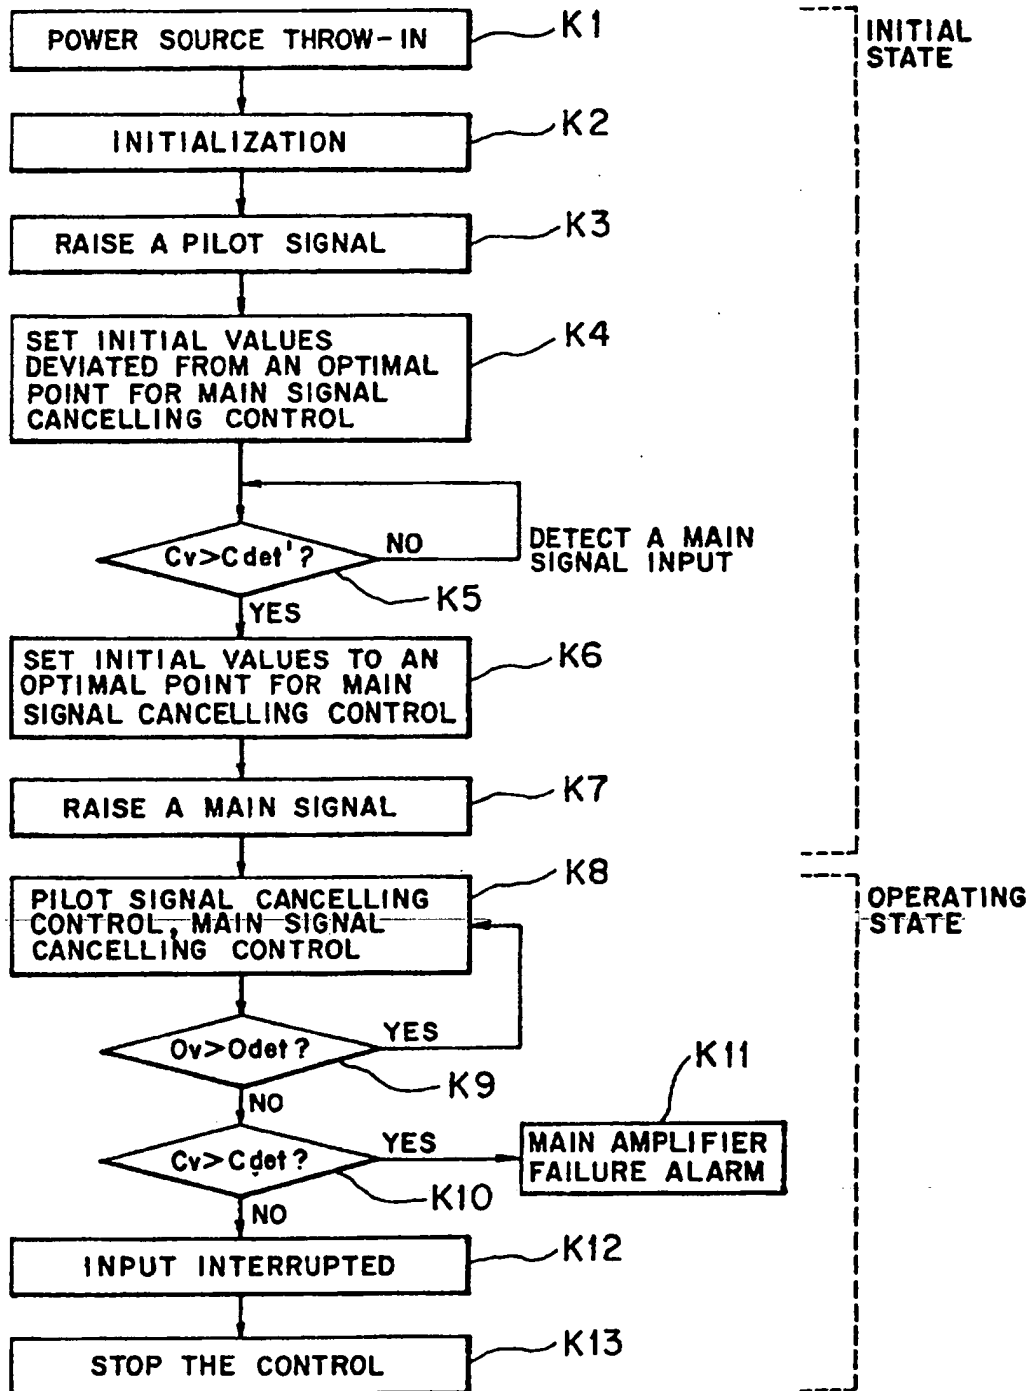 POWER SOURCE THROW-IN
K1
INITIAL
STATE
INITIALIZATION
K2
RAISE A PILOT SIGNAL
K3
SET INITIAL VALUES
DEVIATED FROM AN OPTIMAL
POINT FOR MAIN SIGNAL
CANCELLING CONTROL
K4
Cv>Cdet'?
NO
DETECT A MAIN
SIGNAL INPUT
K5
YES
SET INITIAL VALUES TO AN
OPTIMAL POINT FOR MAIN
SIGNAL CANCELLING CONTROL
K6
RAISE A MAIN SIGNAL
K7
PILOT SIGNAL CANCELLING
CONTROL, MAIN SIGNAL
CANCELLING CONTROL
K8
OPERATING
STATE
Ov>Odet?
YES
K9
NO
Cv>Cdet?
YES
K10
MAIN AMPLIFIER
FAILURE ALARM
K11
NO
INPUT INTERRUPTED
K12
STOP THE CONTROL
K13